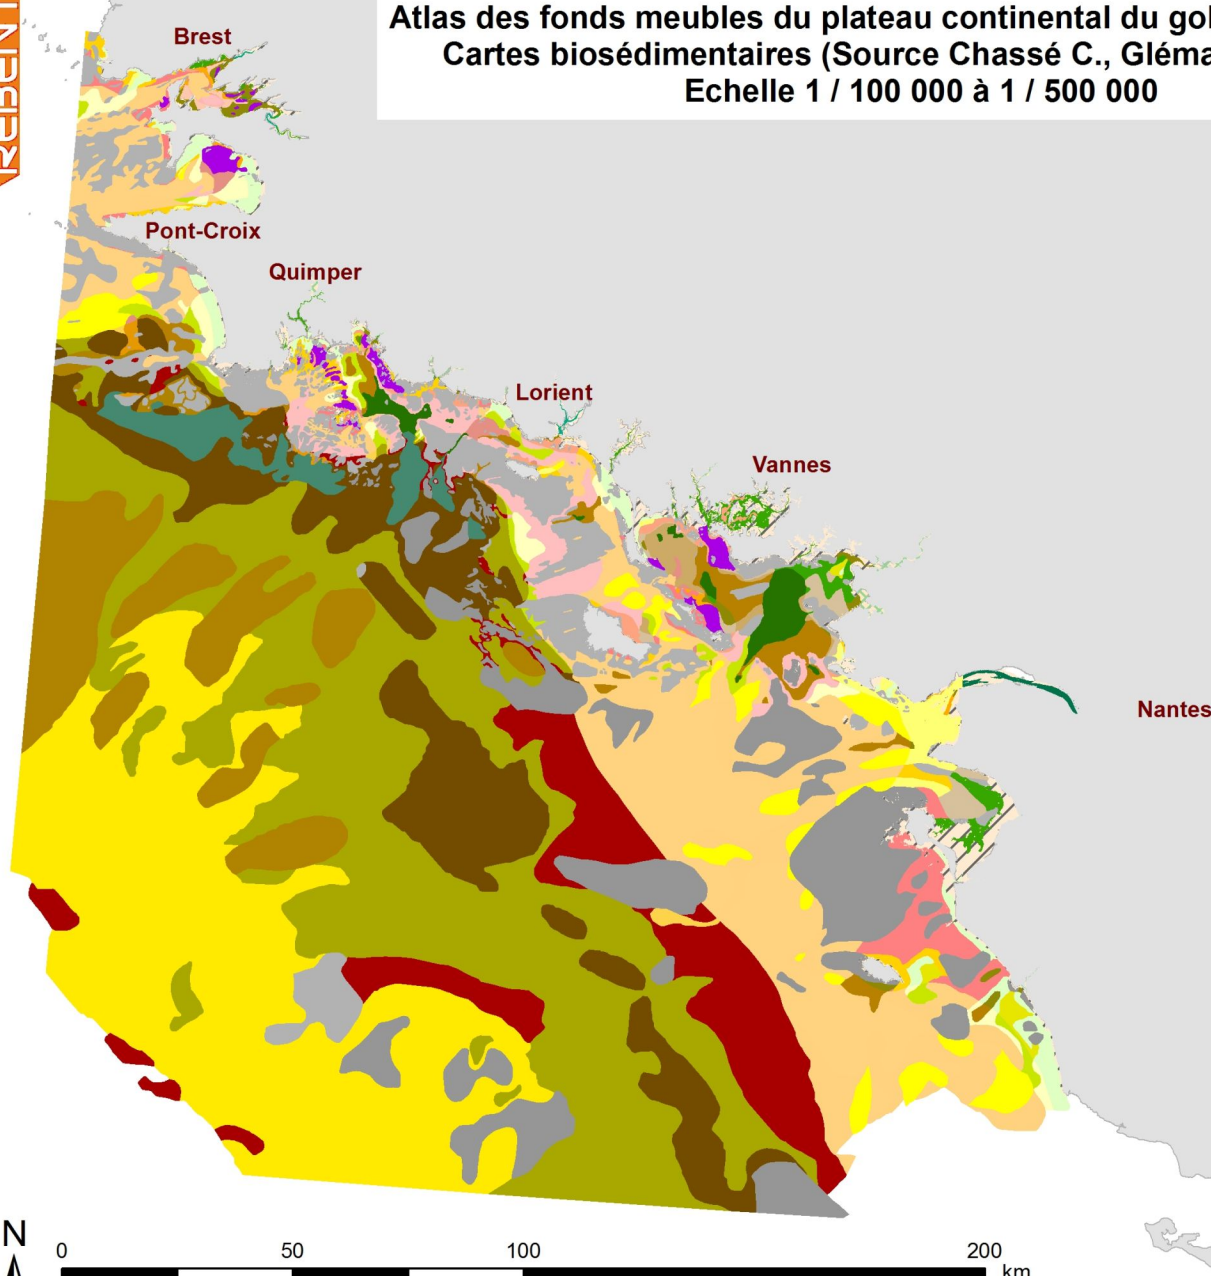 REBENT
Atlas des fonds meubles du plateau continental du gol
Cartes biosédimentaires (Source Chassé C., Gléma
Echelle 1 / 100 000 à 1 / 500 000
Brest
Pont-Croix
Quimper
Lorient
Vannes
Nantes
N
0 50 100 200
km